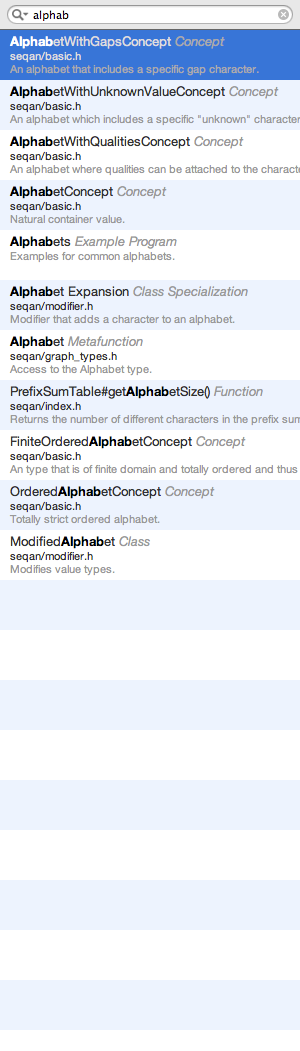 alphab
AlphabetWithGapsConcept Concept
seqan/basic.h
An alphabet that includes a specific gap character.
AlphabetWithUnknownValueConcept Concept
seqan/basic.h
An alphabet which includes a specific "unknown" character
AlphabetWithQualitiesConcept Concept
seqan/basic.h
An alphabet where qualities can be attached to the characte
AlphabetConcept Concept
seqan/basic.h
Natural container value.
Alphabets Example Program
Examples for common alphabets.
Alphabet Expansion Class Specialization
seqan/modifier.h
Modifier that adds a character to an alphabet.
Alphabet Metafunction
seqan/graph_types.h
Access to the Alphabet type.
PrefixSumTable#getAlphabetSize() Function
seqan/index.h
Returns the number of different characters in the prefix sum
FiniteOrderedAlphabetConcept Concept
seqan/basic.h
An type that is of finite domain and totally ordered and thus
OrderedAlphabetConcept Concept
seqan/basic.h
Totally strict ordered alphabet.
ModifiedAlphabet Class
seqan/modifier.h
Modifies value types.